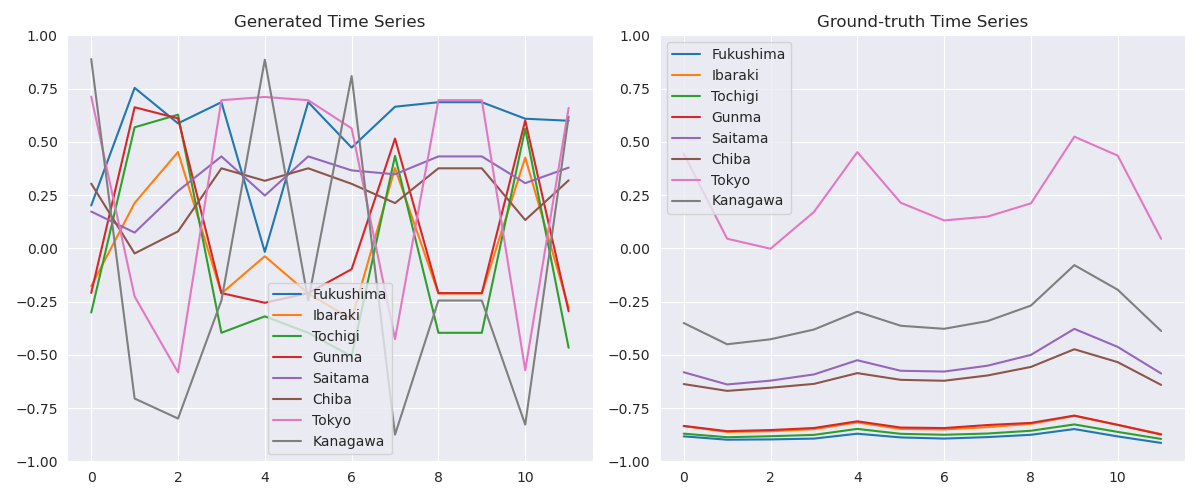 Generated Time Series
1.00
0.75
0.50
0.25
0.00
−0.25
−0.50
−0.75
−1.00
0
2
4
6
8
10
Fukushima
Ibaraki
Tochigi
Gunma
Saitama
Chiba
Tokyo
Kanagawa
Ground-truth Time Series
1.00
0.75
0.50
0.25
0.00
−0.25
−0.50
−0.75
−1.00
0
2
4
6
8
10
Fukushima
Ibaraki
Tochigi
Gunma
Saitama
Chiba
Tokyo
Kanagawa